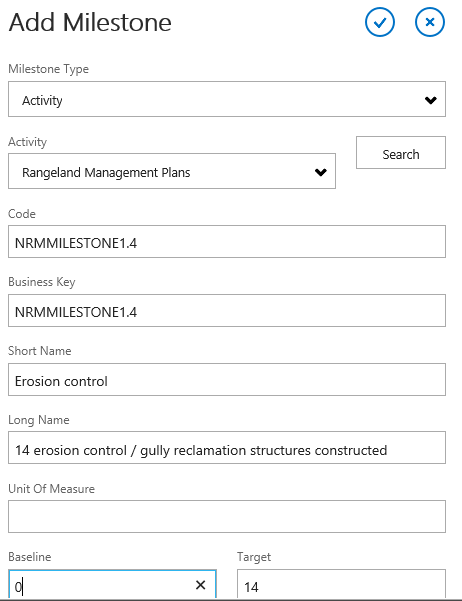 Add Milestone
Milestone Type
Activity
Activity
Rangeland Management Plans
Search
Code
NRMMILESTONE1.4
Business Key
NRMMILESTONE1.4
Short Name
Erosion control
Long Name
14 erosion control / gully reclamation structures constructed
Unit Of Measure
Baseline Target
0 14